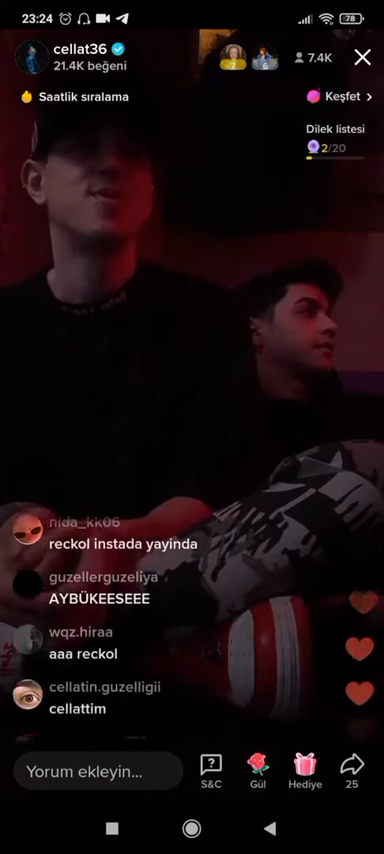 23:24
78
cellat36
21.4K beğeni
7
6
7.4K
Saatlik sıralama
Keşfet
Dilek listesi
2/20
nida_kk06
reckol instada yayinda
guzellerguzeliya
AYBÜKEESEEE
wqz.hiraa
aaa reckol
cellatin.guzelligii
cellattim
Yorum ekleyin...
S&C
Gül
Hediye
25